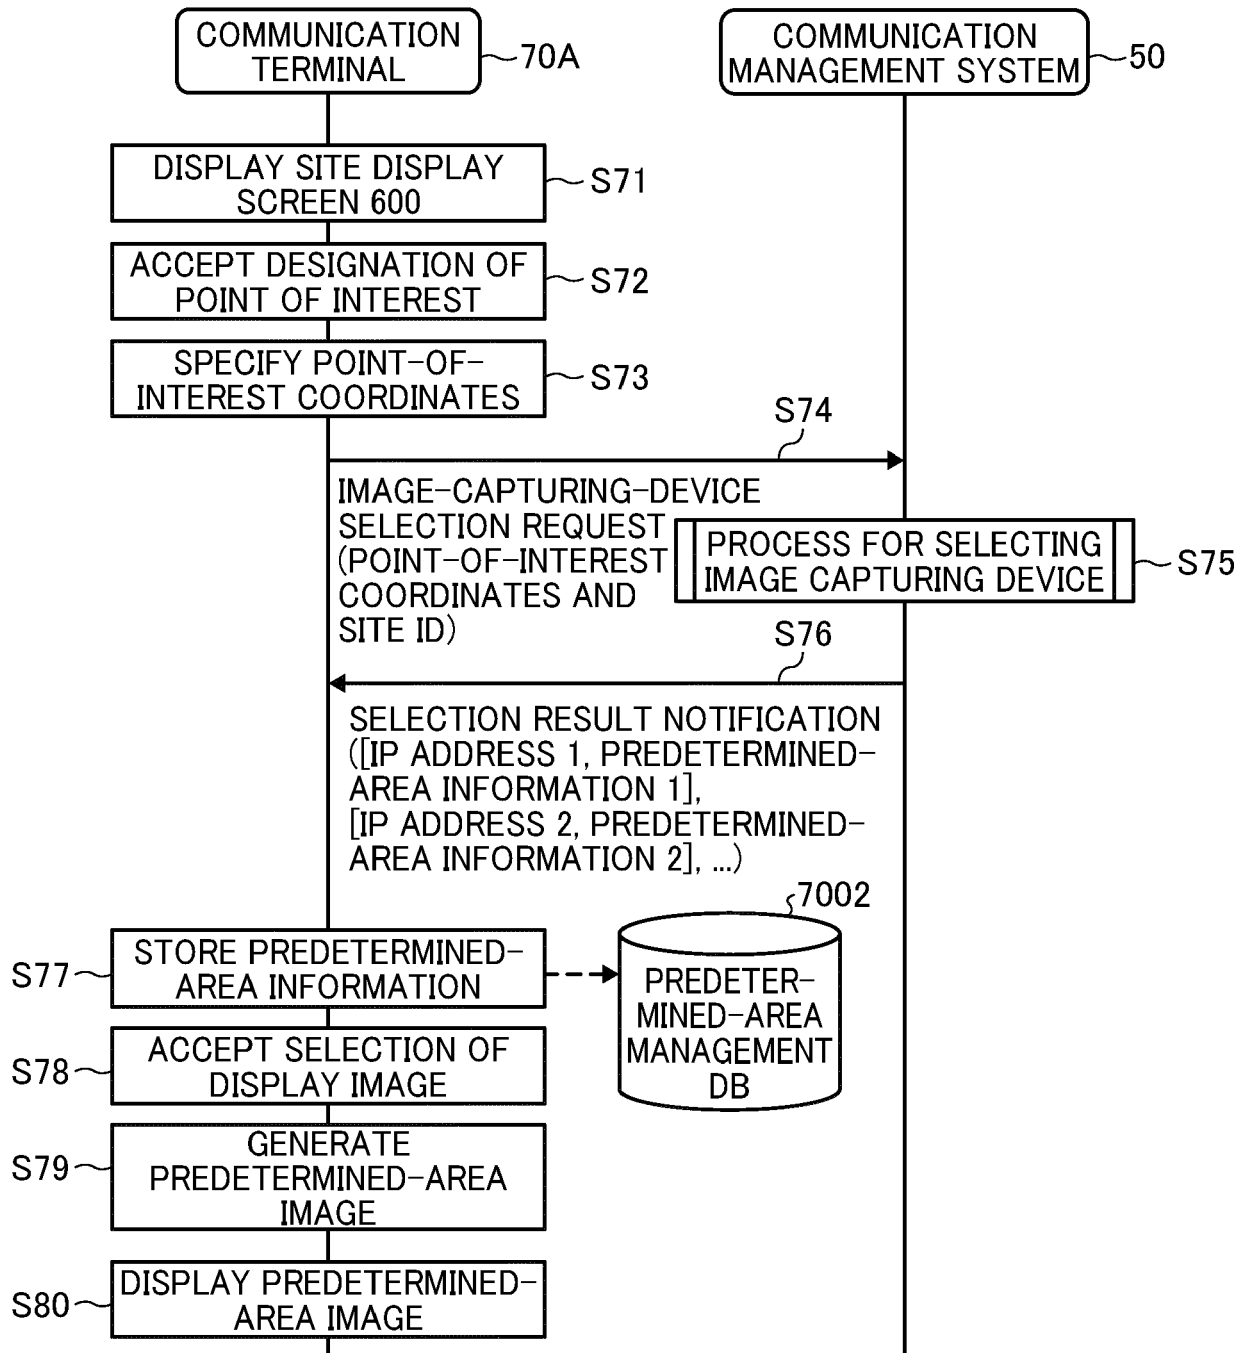 COMMUNICATION
TERMINAL
70A
COMMUNICATION
MANAGEMENT SYSTEM
50
DISPLAY SITE DISPLAY
SCREEN 600
S71
ACCEPT DESIGNATION OF
POINT OF INTEREST
S72
SPECIFY POINT-OF-
INTEREST COORDINATES
S73
S74
IMAGE-CAPTURING-DEVICE
SELECTION REQUEST
(POINT-OF-INTEREST
COORDINATES AND
SITE ID)
PROCESS FOR SELECTING
IMAGE CAPTURING DEVICE
S75
S76
SELECTION RESULT NOTIFICATION
([IP ADDRESS 1, PREDETERMINED-
AREA INFORMATION 1],
[IP ADDRESS 2, PREDETERMINED-
AREA INFORMATION 2], ...)
7002
PREDETER-
MINED-AREA
MANAGEMENT
DB
S77
STORE PREDETERMINED-
AREA INFORMATION
S78
ACCEPT SELECTION OF
DISPLAY IMAGE
S79
GENERATE
PREDETERMINED-AREA
IMAGE
S80
DISPLAY PREDETERMINED-
AREA IMAGE